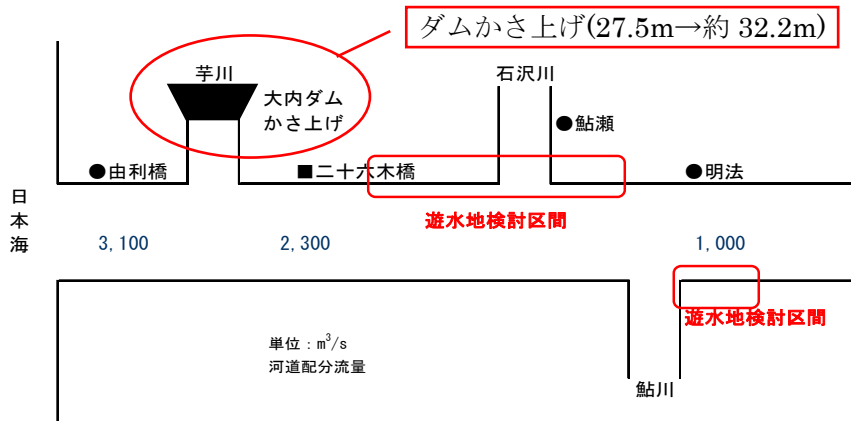 ダムかさ上げ(27.5m→約 32.2m)
芋川
石沢川
大内ダム
かさ上げ
●鮎瀬
●由利橋
■二十六木橋
●明法
日本海
遊水地検討区間
3,100
2,300
1,000
遊水地検討区間
単位：m³/s
河道配分流量
鮎川